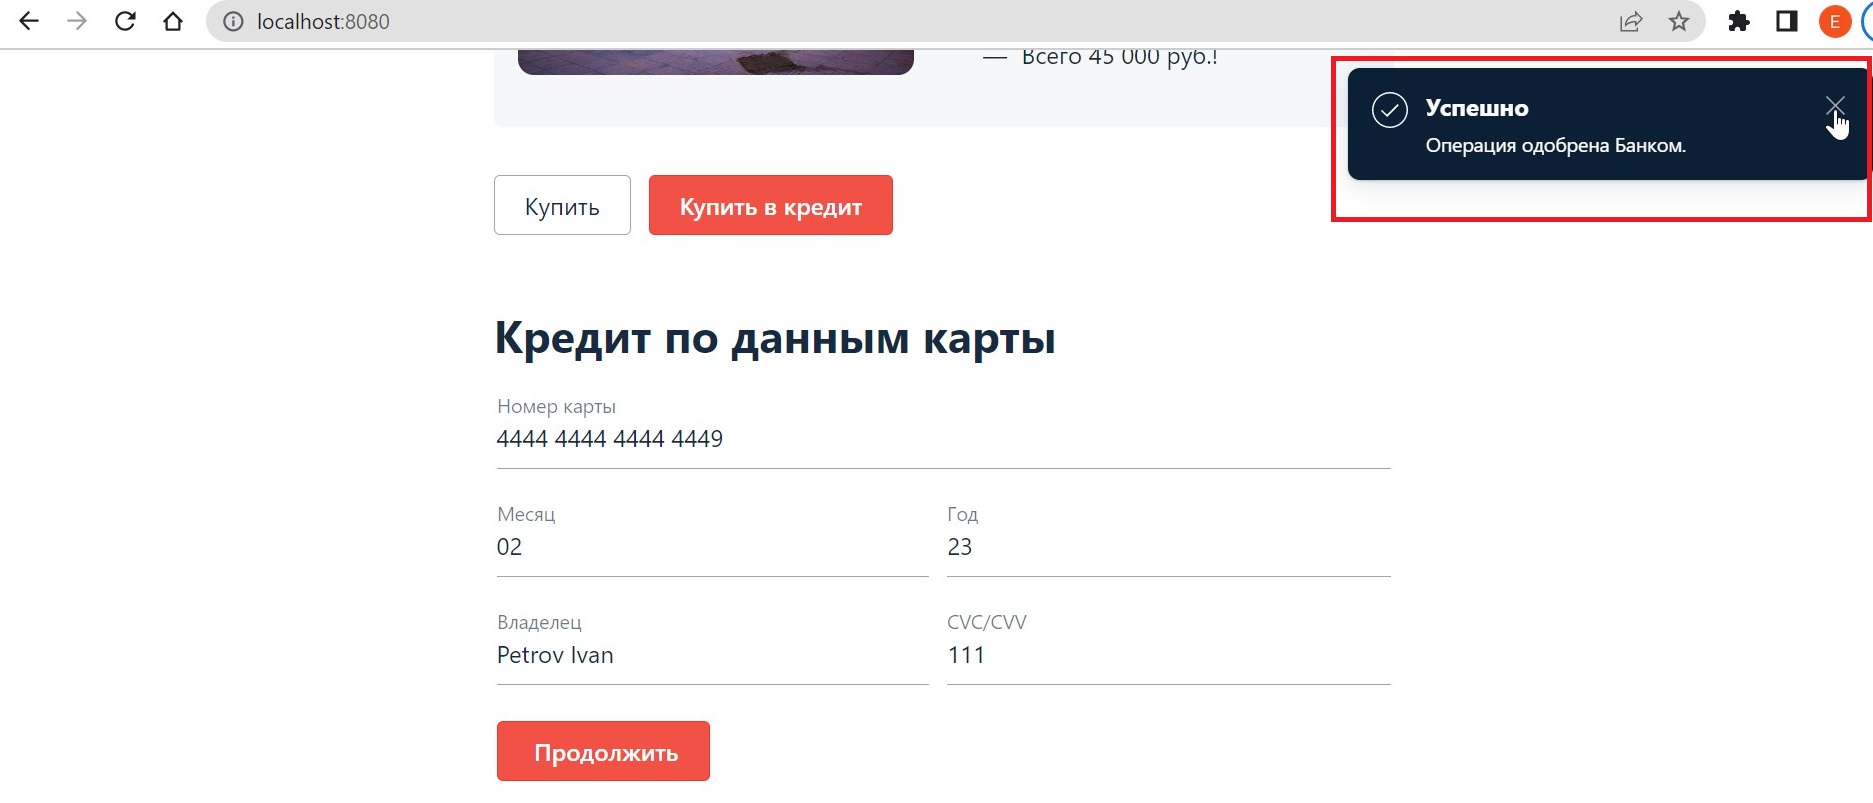 localhost:8080
E
— Всего 45 000 руб.!
Успешно
Операция одобрена Банком.
Купить
Купить в кредит
Кредит по данным карты
Номер карты
4444 4444 4444 4449
Месяц
Год
02
23
Владелец
CVC/CVV
Petrov Ivan
111
Продолжить